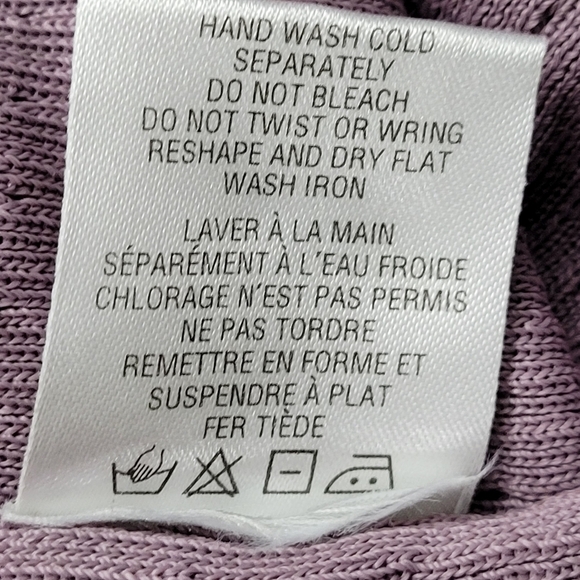 HAND WASH COLD
SEPARATELY
DO NOT BLEACH
DO NOT TWIST OR WRING
RESHAPE AND DRY FLAT
WASH IRON
LAVER À LA MAIN
SÉPARÉMENT À L'EAU FROIDE
CHLORAGE N'EST PAS PERMIS
NE PAS TORDRE
REMETTRE EN FORME ET
SUSPENDRE À PLAT
FER TIÈDE